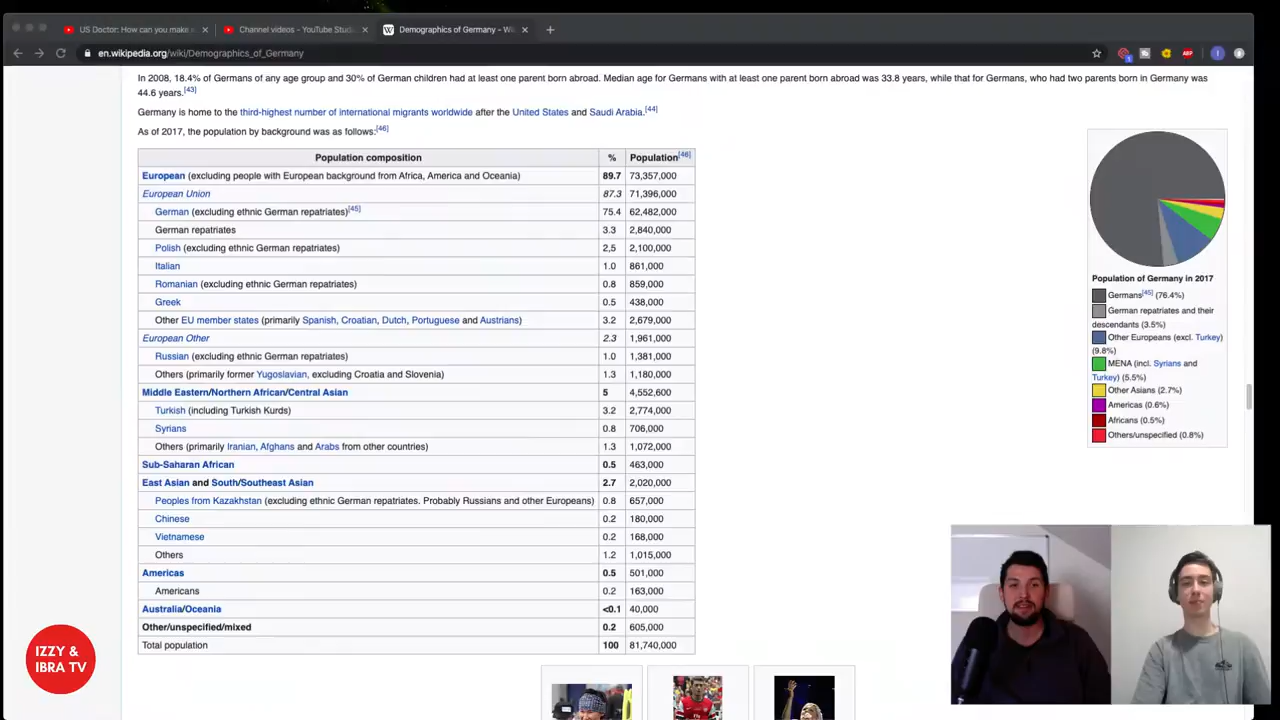 US Doctor: How can you make
Channel videos - YouTube Stud
Demographics of Germany - Wi
en.wikipedia.org/wiki/Demographics_of_Germany
In 2008, 18.4% of Germans of any age group and 30% of German children had at least one parent born abroad. Median age for Germans with at least one parent born abroad was 33.8 years, while that for Germans, who had two parents born in Germany was
44.6 years.[43]
Germany is home to the third-highest number of international migrants worldwide after the United States and Saudi Arabia.[44]
As of 2017, the population by background was as follows:[46]
Population composition % Population[46]
European (excluding people with European background from Africa, America and Oceania) 89.7 73,357,000
European Union 87.3 71,396,000
German (excluding ethnic German repatriates)[45] 75.4 62,482,000
German repatriates 3.3 2,840,000
Polish (excluding ethnic German repatriates) 2,5 2,100,000
Italian 1.0 861,000
Romanian (excluding ethnic German repatriates) 0.8 859,000
Greek 0.5 438,000
Other EU member states (primarily Spanish, Croatian, Dutch, Portuguese and Austrians) 3.2 2,679,000
European Other 2.3 1,961,000
Russian (excluding ethnic German repatriates) 1.0 1,381,000
Others (primarily former Yugoslavian, excluding Croatia and Slovenia) 1.3 1,180,000
Middle Eastern/Northern African/Central Asian 5 4,552,600
Turkish (including Turkish Kurds) 3.2 2,774,000
Syrians 0.8 706,000
Others (primarily Iranian, Afghans and Arabs from other countries) 1.3 1,072,000
Sub-Saharan African 0.5 463,000
East Asian and South/Southeast Asian 2.7 2,020,000
Peoples from Kazakhstan (excluding ethnic German repatriates. Probably Russians and other Europeans) 0.8 657,000
Chinese 0.2 180,000
Vietnamese 0.2 168,000
Others 1.2 1,015,000
Americas 0.5 501,000
Americans 0.2 163,000
Australia/Oceania <0.1 40,000
Other/unspecified/mixed 0.2 605,000
Total population 100 81,740,000
Population of Germany in 2017
Germans[45] (76.4%)
German repatriates and their
descendants (3.5%)
Other Europeans (excl. Turkey)
(9.8%)
MENA (incl. Syrians and
Turkey) (5.5%)
Other Asians (2.7%)
Americas (0.6%)
Africans (0.5%)
Others/unspecified (0.8%)
IZZY &
IBRA TV